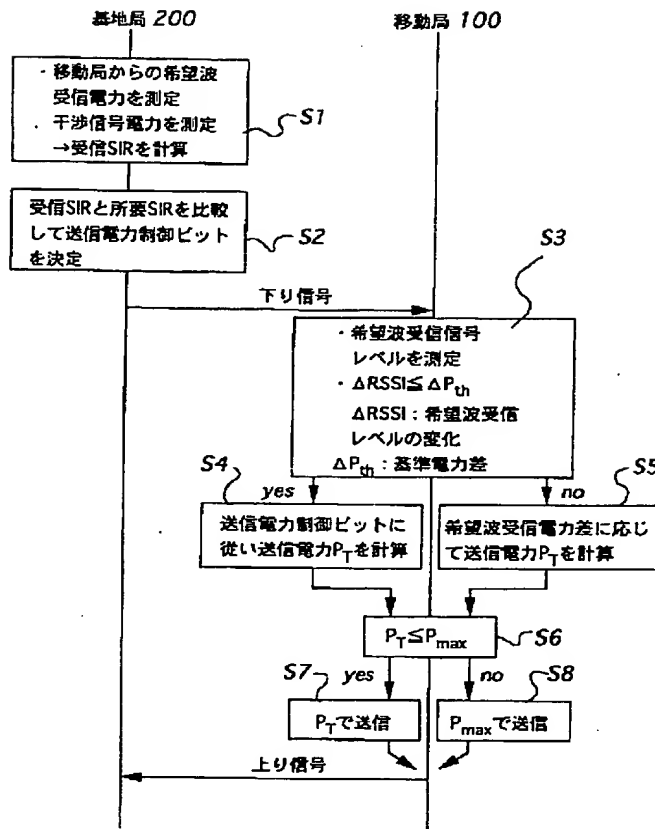 基地局 200
移動局 100
・移動局からの希望波
受信電力を測定
・干渉信号電力を測定
→受信SIRを計算
S1
受信SIRと所要SIRを比較
して送信電力制御ビット
を決定
S2
下り信号
S3
・希望波受信信号
レベルを測定
・ΔRSSI≦ΔPth
ΔRSSI：希望波受信
レベルの変化
ΔPth：基準電力差
S4
yes
no
S5
送信電力制御ビットに
従い送信電力PTを計算
希望波受信電力差に応じ
て送信電力PTを計算
PT≦Pmax
S6
S7
yes
no
S8
PTで送信
Pmaxで送信
上り信号